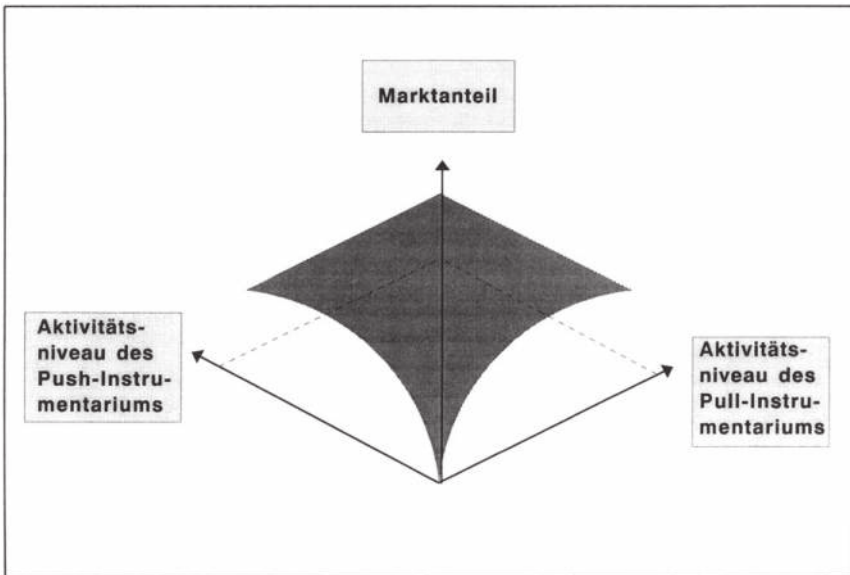 Marktanteil
Aktivitäts-
niveau des
Push-Instru-
mentariums
Aktivitäts-
niveau des
Pull-Instru-
mentariums